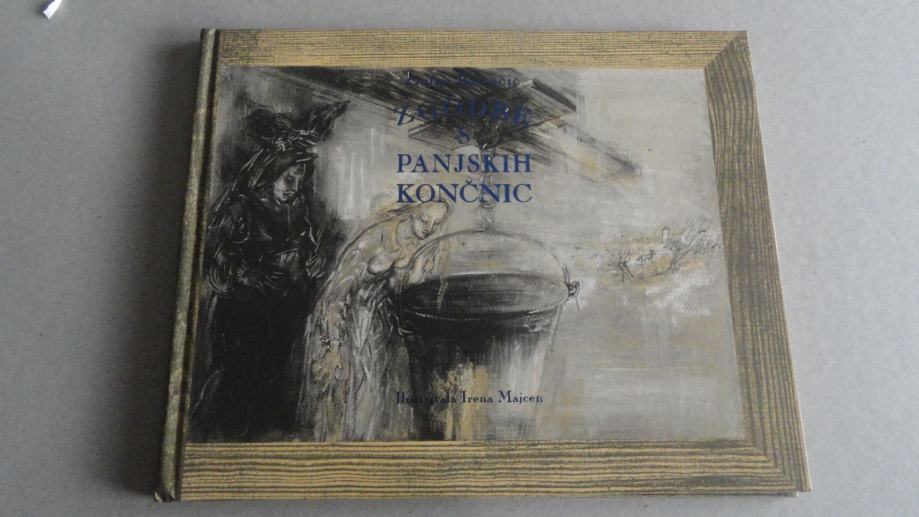 ZGODBE
S
PANJSKIH
KONČNIC
Ilustrirala Irena Majcen